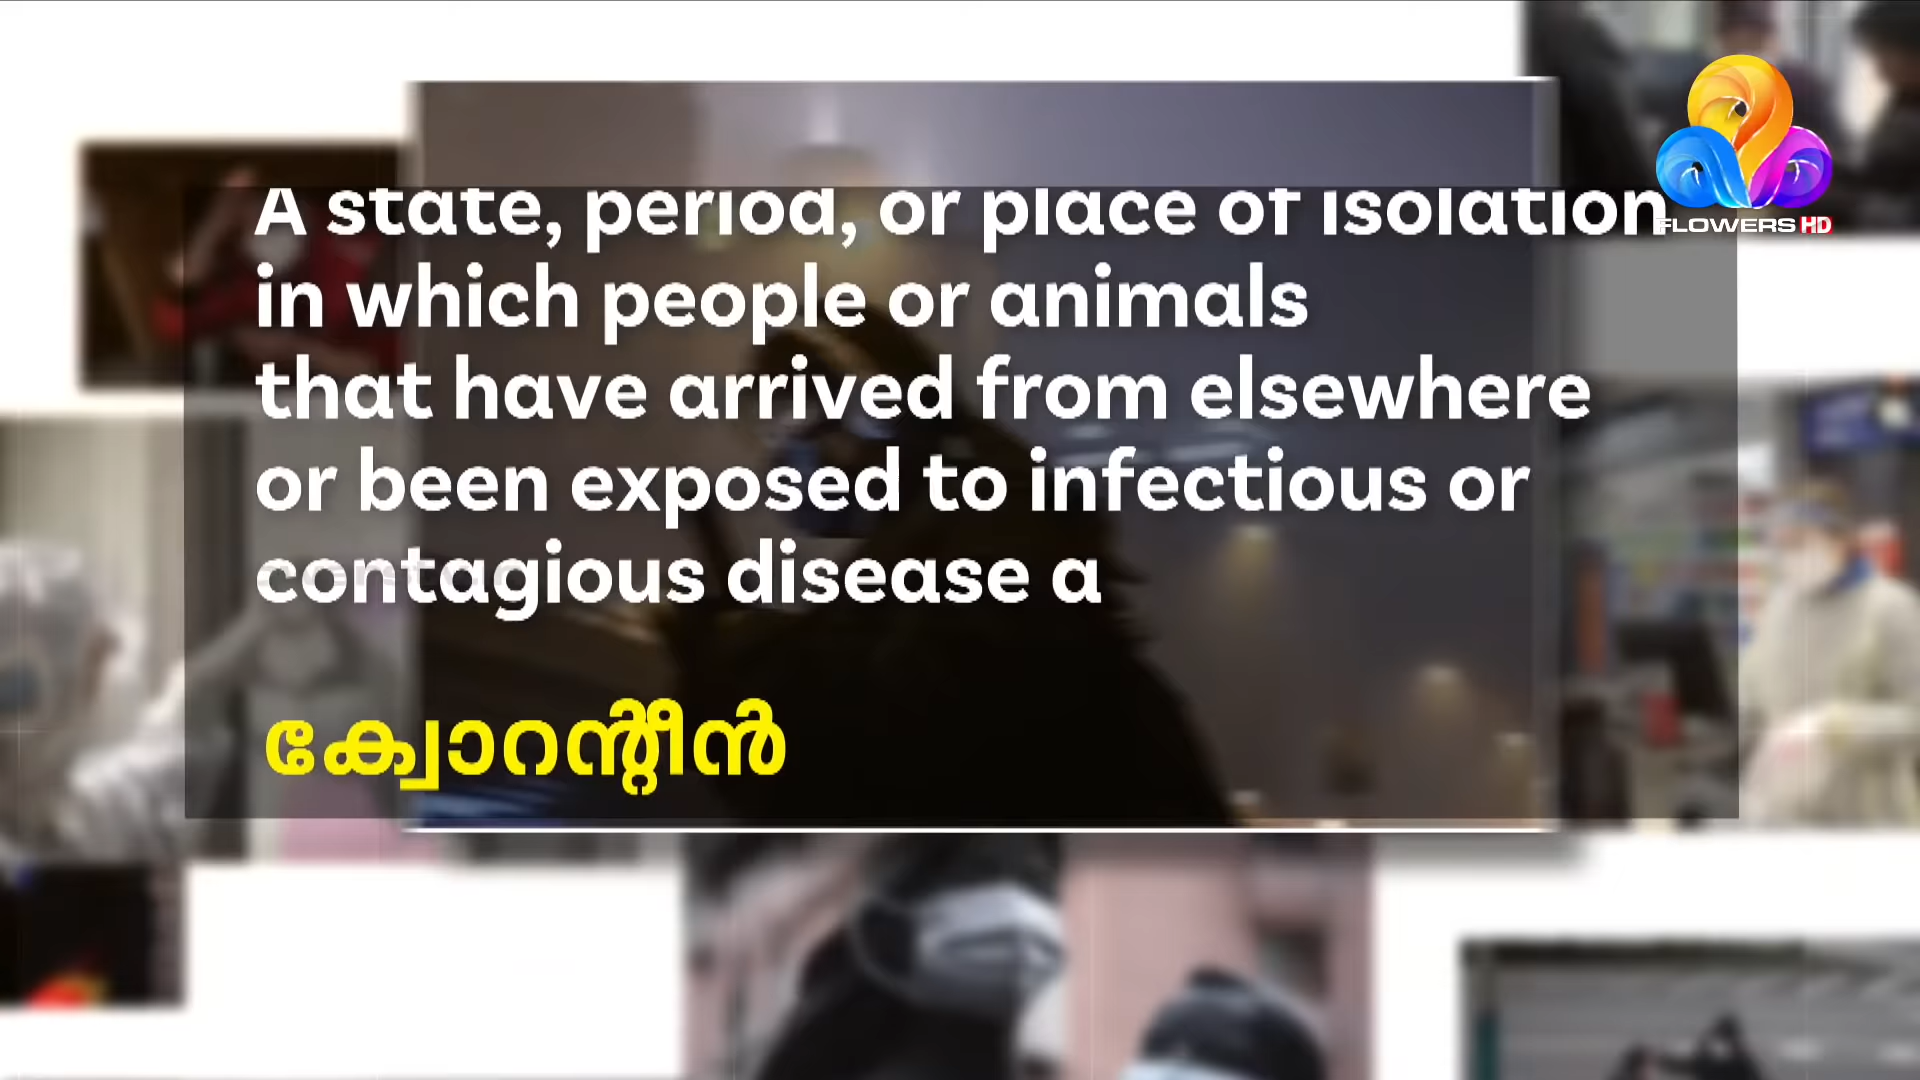 A state, period, or place of isolation
in which people or animals
that have arrived from elsewhere
or been exposed to infectious or
contagious disease a
ക്വോറന്റീൻ
FLOWERS HD